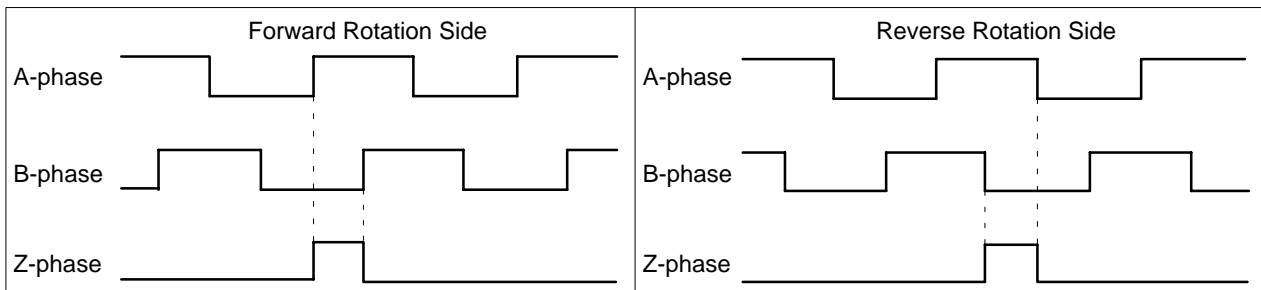 Forward Rotation Side
A-phase
B-phase
Z-phase
Reverse Rotation Side
A-phase
B-phase
Z-phase